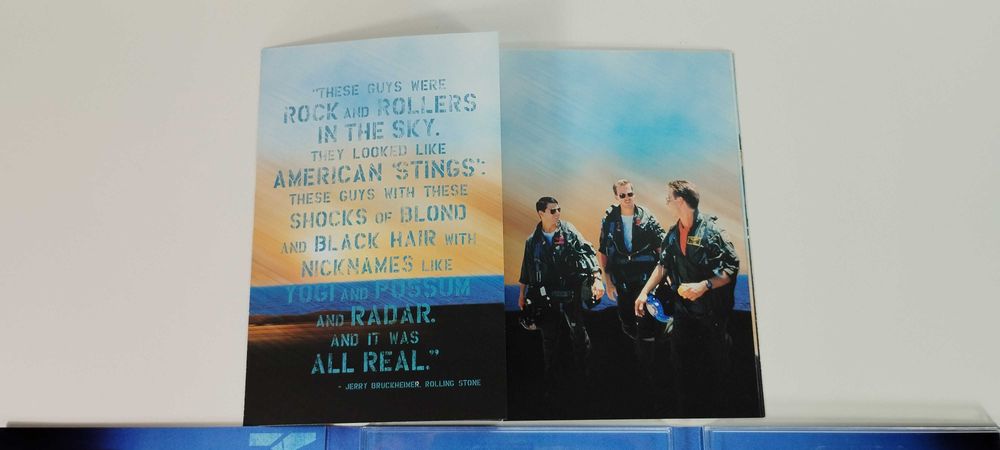 "THESE GUYS WERE
ROCK AND ROLLERS
IN THE SKY.
THEY LOOKED LIKE
AMERICAN 'STINGS':
THESE GUYS WITH THESE
SHOCKS OF BLOND
AND BLACK HAIR WITH
NICKNAMES LIKE
YOGI AND POSSUM
AND RADAR.
AND IT WAS
ALL REAL."
- JERRY BRUCKHEIMER, ROLLING STONE